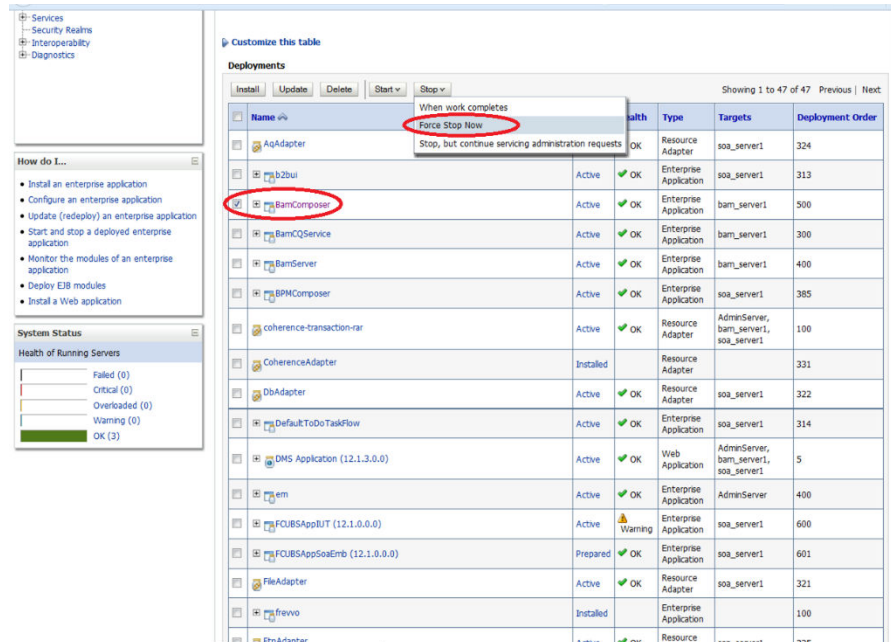 Services
Security Realms
Interoperability
Diagnostics
How do I...
Install an enterprise application
Configure an enterprise application
Update (redeploy) an enterprise application
Start and stop a deployed enterprise
application
Monitor the modules of an enterprise
application
Deploy EJB modules
Install a Web application
System Status
Health of Running Servers
Failed (0)
Critical (0)
Overloaded (0)
Warning (0)
OK (3)
Customize this table
Deployments
Install Update Delete Start Stop Showing 1 to 47 of 47 Previous | Next
When work completes
Force Stop Now
Stop, but continue servicing administration requests
Name ealth Type Targets Deployment Order
AqAdapter OK Resource Adapter soa_server1 324
b2bui Active OK Enterprise Application soa_server1 313
BamComposer Active OK Enterprise Application bam_server1 500
BamCQService Active OK Enterprise Application bam_server1 300
BamServer Active OK Enterprise Application bam_server1 400
BPMComposer Active OK Enterprise Application soa_server1 385
coherence-transaction-rar Active OK Resource Adapter AdminServer, bam_server1, soa_server1 100
CoherenceAdapter Installed Resource Adapter 331
DbAdapter Active OK Resource Adapter soa_server1 322
DefaultToDoTaskFlow Active OK Enterprise Application soa_server1 314
DMS Application (12.1.3.0.0) Active OK Web Application AdminServer, bam_server1, soa_server1 5
em Active OK Enterprise Application AdminServer 400
FCUBSAppIUT (12.1.0.0.0) Active Warning Enterprise Application soa_server1 600
FCUBSAppSoaEmb (12.1.0.0.0) Prepared OK Enterprise Application soa_server1 601
FileAdapter Active OK Resource Adapter soa_server1 321
frevvo Installed Enterprise Application 100
Resource